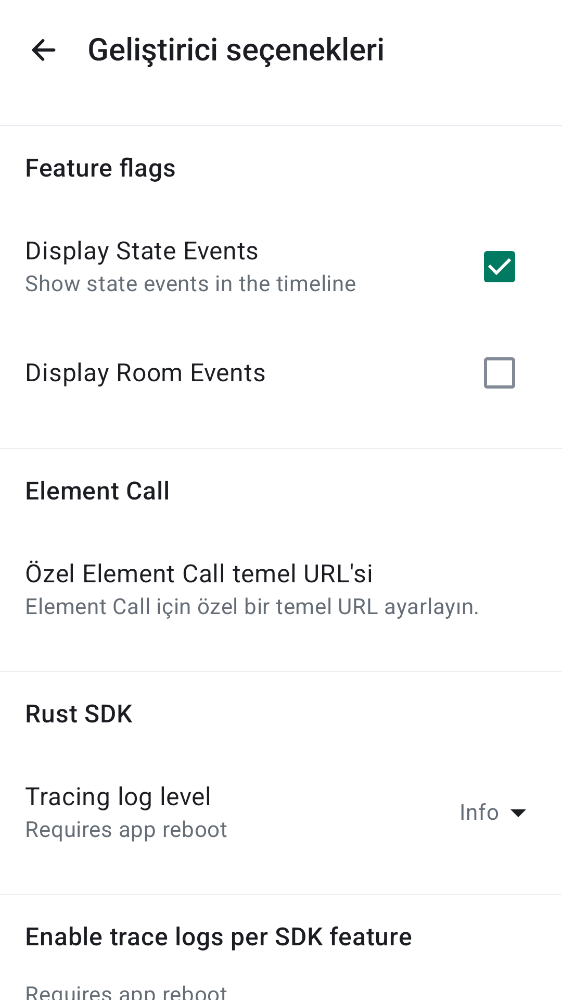 Geliştirici seçenekleri
Feature flags
Display State Events
Show state events in the timeline
Display Room Events
Element Call
Özel Element Call temel URL'si
Element Call için özel bir temel URL ayarlayın.
Rust SDK
Tracing log level
Requires app reboot
Info
Enable trace logs per SDK feature
Requires app reboot